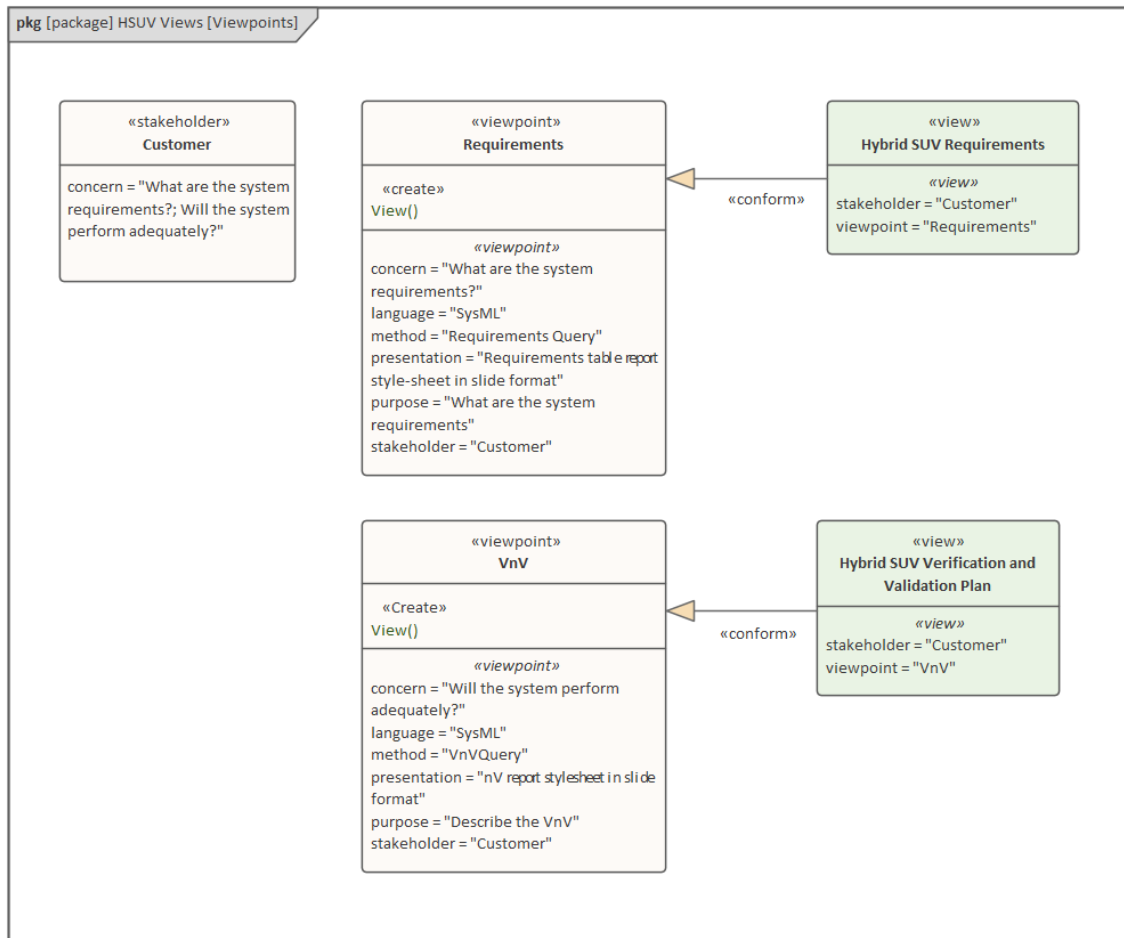 pkg [package] HSUV Views [Viewpoints]
«stakeholder»
Customer
concern = "What are the system
requirements?; Will the system
perform adequately?"
«viewpoint»
Requirements
«create»
View()
«viewpoint»
concern = "What are the system
requirements?"
language = "SysML"
method = "Requirements Query"
presentation = "Requirements table report
style-sheet in slide format"
purpose = "What are the system
requirements"
stakeholder = "Customer"
«conform»
«view»
Hybrid SUV Requirements
«view»
stakeholder = "Customer"
viewpoint = "Requirements"
«viewpoint»
VnV
«Create»
View()
«viewpoint»
concern = "Will the system perform
adequately?"
language = "SysML"
method = "VnVQuery"
presentation = "nV report stylesheet in slide
format"
purpose = "Describe the VnV"
stakeholder = "Customer"
«conform»
«view»
Hybrid SUV Verification and
Validation Plan
«view»
stakeholder = "Customer"
viewpoint = "VnV"